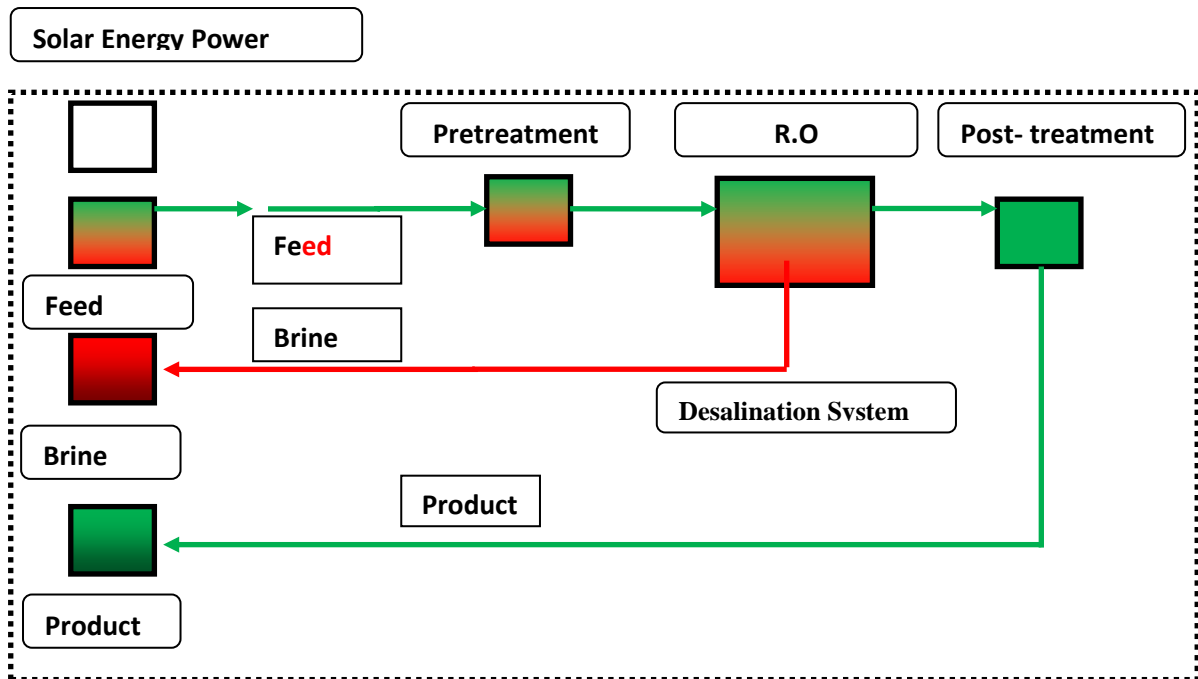 Solar Energy Power
Pretreatment
R.O
Post- treatment
Feed
Feed
Brine
Desalination System
Brine
Product
Product